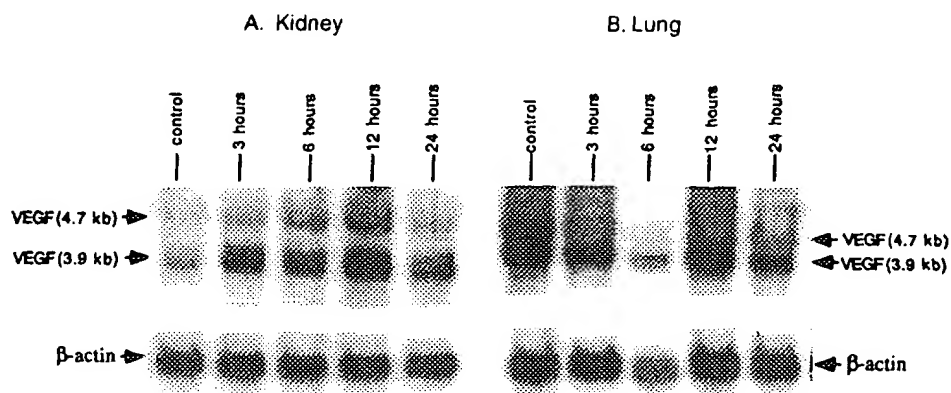 A. Kidney
B. Lung
control
3 hours
6 hours
12 hours
24 hours
control
3 hours
6 hours
12 hours
24 hours
VEGF(4.7 kb)
VEGF(3.9 kb)
VEGF(4.7 kb)
VEGF(3.9 kb)
β-actin
β-actin